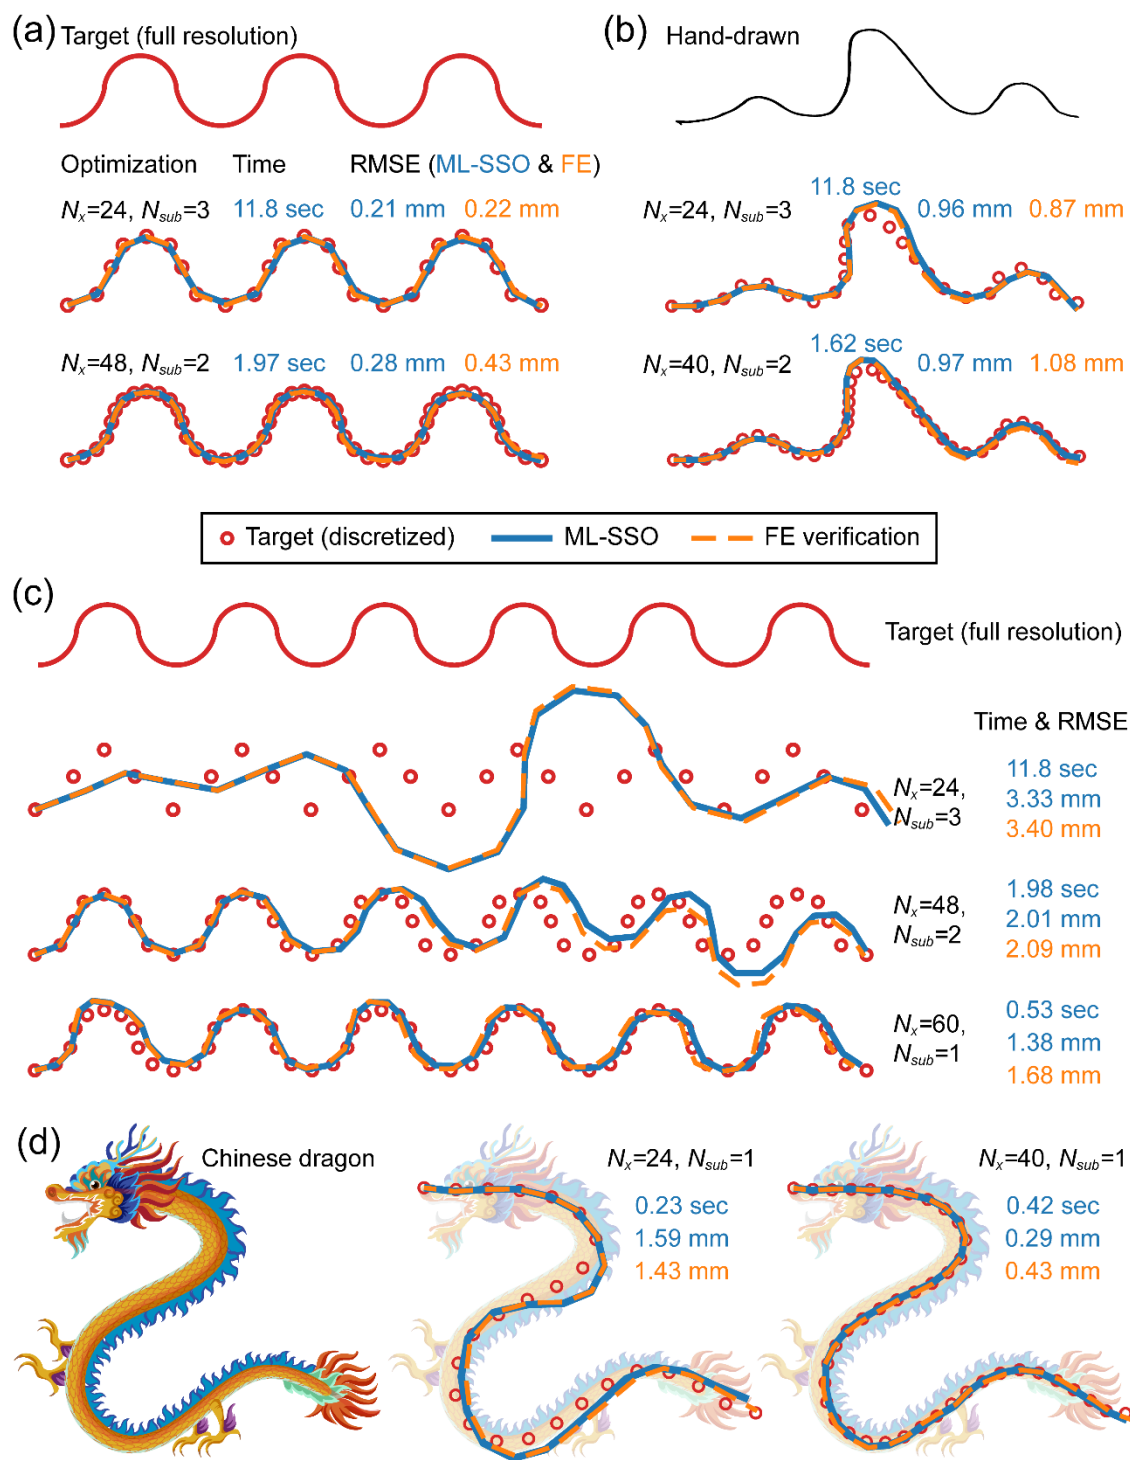 (a) Target (full resolution)
Optimization Time RMSE (ML-SSO & FE)
Nx=24, Nsub=3 11.8 sec 0.21 mm 0.22 mm
Nx=48, Nsub=2 1.97 sec 0.28 mm 0.43 mm
(b) Hand-drawn
11.8 sec
Nx=24, Nsub=3 0.96 mm 0.87 mm
1.62 sec
Nx=40, Nsub=2 0.97 mm 1.08 mm
Target (discretized) ML-SSO FE verification
(c)
Target (full resolution)
Time & RMSE
Nx=24,
Nsub=3
11.8 sec
3.33 mm
3.40 mm
Nx=48,
Nsub=2
1.98 sec
2.01 mm
2.09 mm
Nx=60,
Nsub=1
0.53 sec
1.38 mm
1.68 mm
(d) Chinese dragon
Nx=24, Nsub=1
0.23 sec
1.59 mm
1.43 mm
Nx=40, Nsub=1
0.42 sec
0.29 mm
0.43 mm